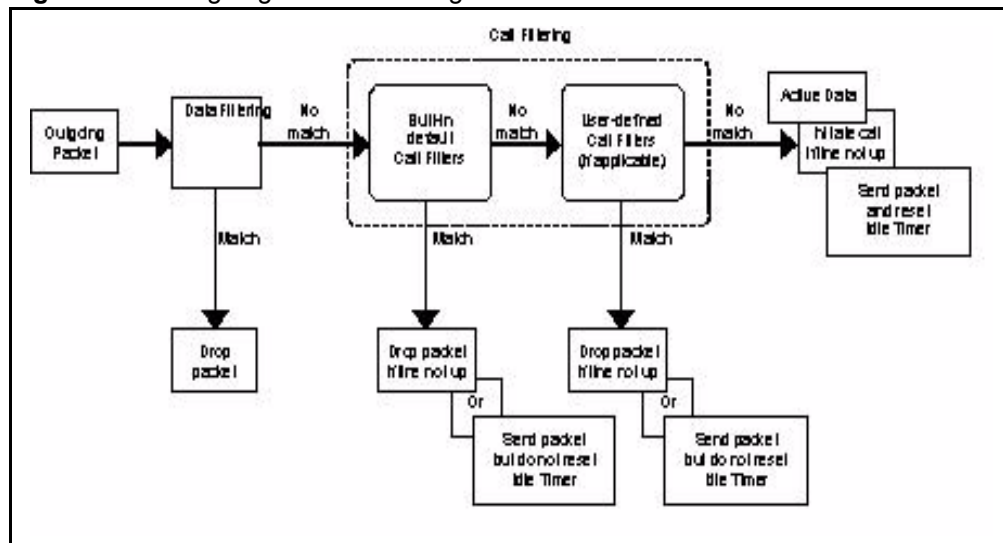 Call Filtering
Outgoing
Packet
Data Filtering
No
match
Built-in
default
Call Filters
No
match
User-defined
Call Filters
(if applicable)
No
match
Active Data
Initiate call
if line not up
Send packet
and reset
Idle Timer
Match
Match
Match
Drop
packet
Drop packet
if line not up
Or
Send packet
but do not reset
Idle Timer
Drop packet
if line not up
Or
Send packet
but do not reset
Idle Timer